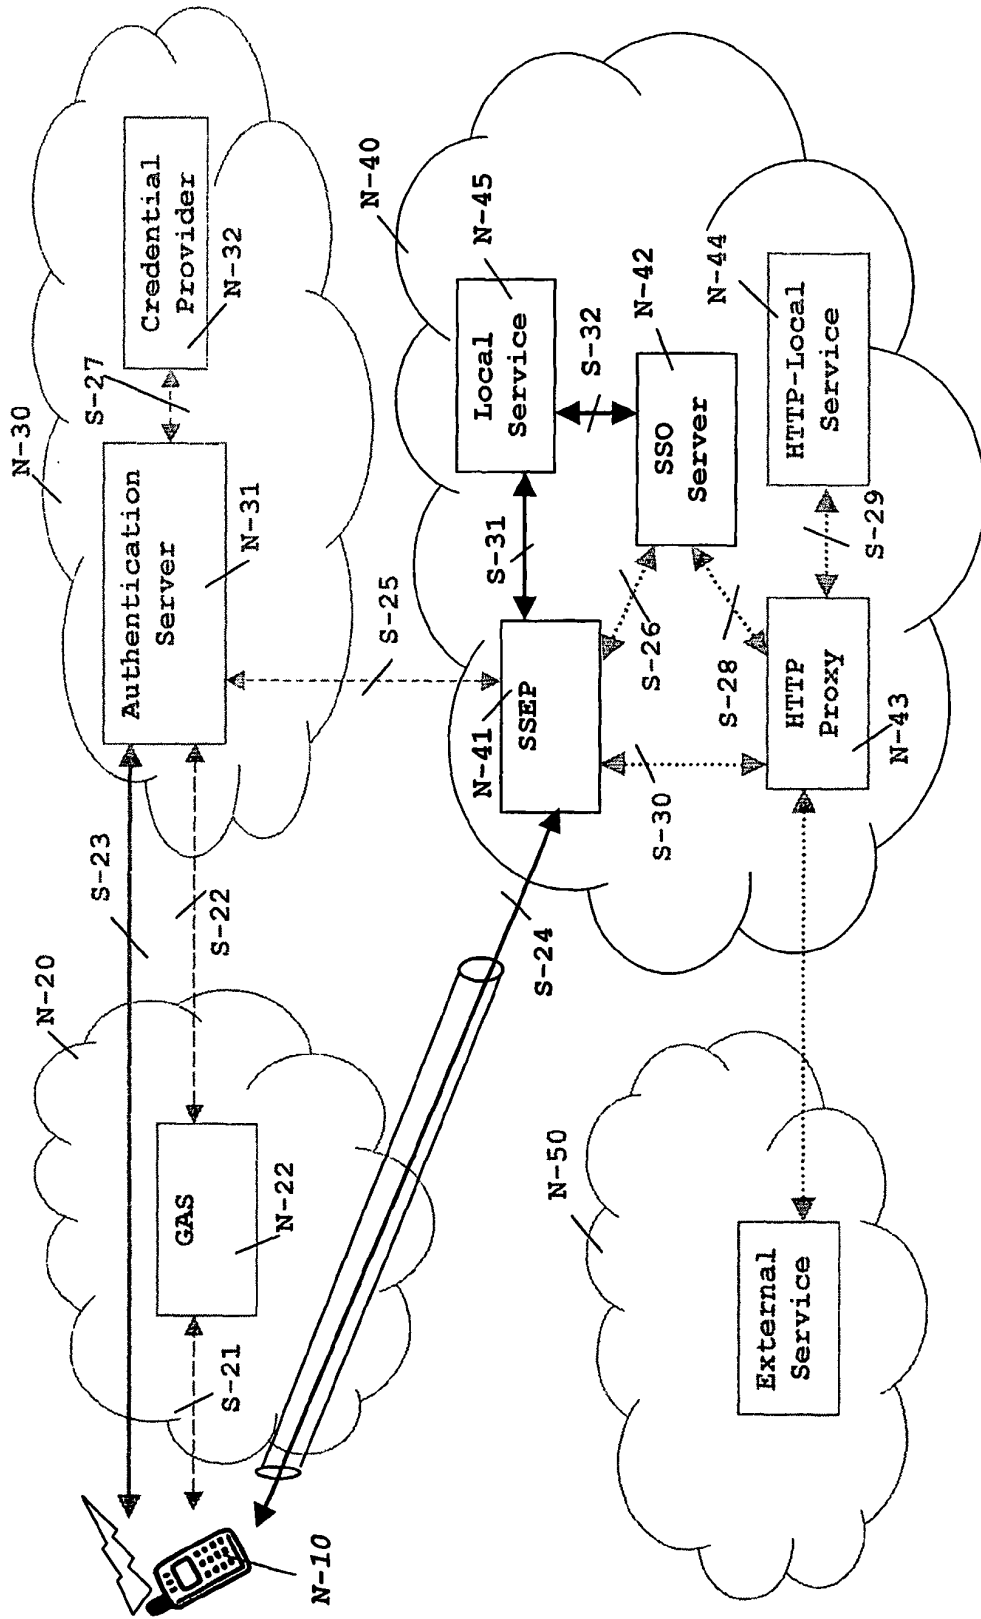 N-10
S-21
GAS
N-22
N-20
S-22
S-23
Authentication
Server
N-31
N-30
S-27
Credential
Provider
N-32
S-25
S-24
N-41
SSEP
S-31
Local
Service
N-45
N-40
S-32
SSO
Server
N-42
S-26
S-28
S-30
HTTP
Proxy
N-43
S-29
HTTP-Local
Service
N-44
N-50
External
Service